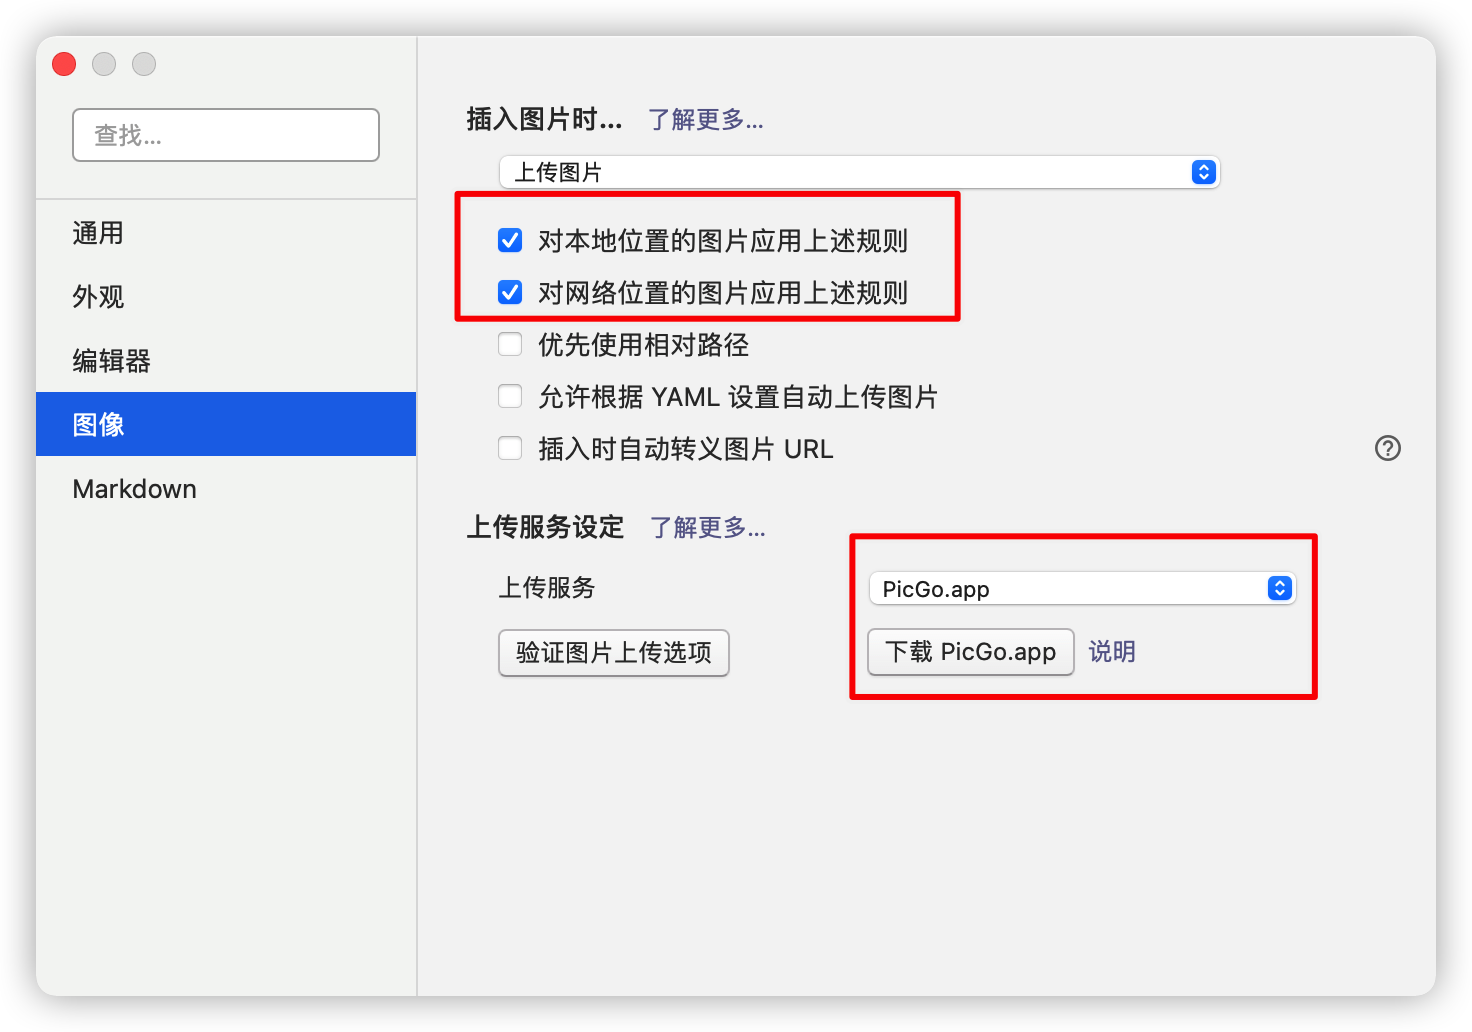 查找...
通用
外观
编辑器
图像
Markdown
插入图片时... 了解更多...
上传图片
对本地位置的图片应用上述规则
对网络位置的图片应用上述规则
优先使用相对路径
允许根据 YAML 设置自动上传图片
插入时自动转义图片 URL
?
上传服务设定 了解更多...
上传服务 PicGo.app
验证图片上传选项 下载 PicGo.app 说明